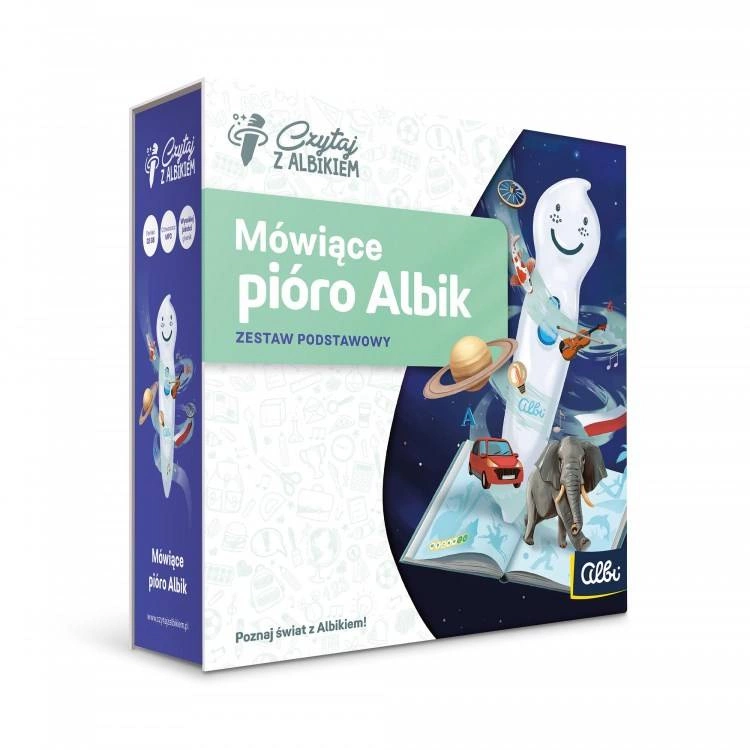 Czytaj
Z ALBIKIEM
Mówiące
pióro Albik
ZESTAW PODSTAWOWY
Poznaj świat z Albikiem!
Albi
A
Albi
Czytaj
Z ALBIKIEM
Mówiące
pióro Albik
www.czytajzalbikiem.pl